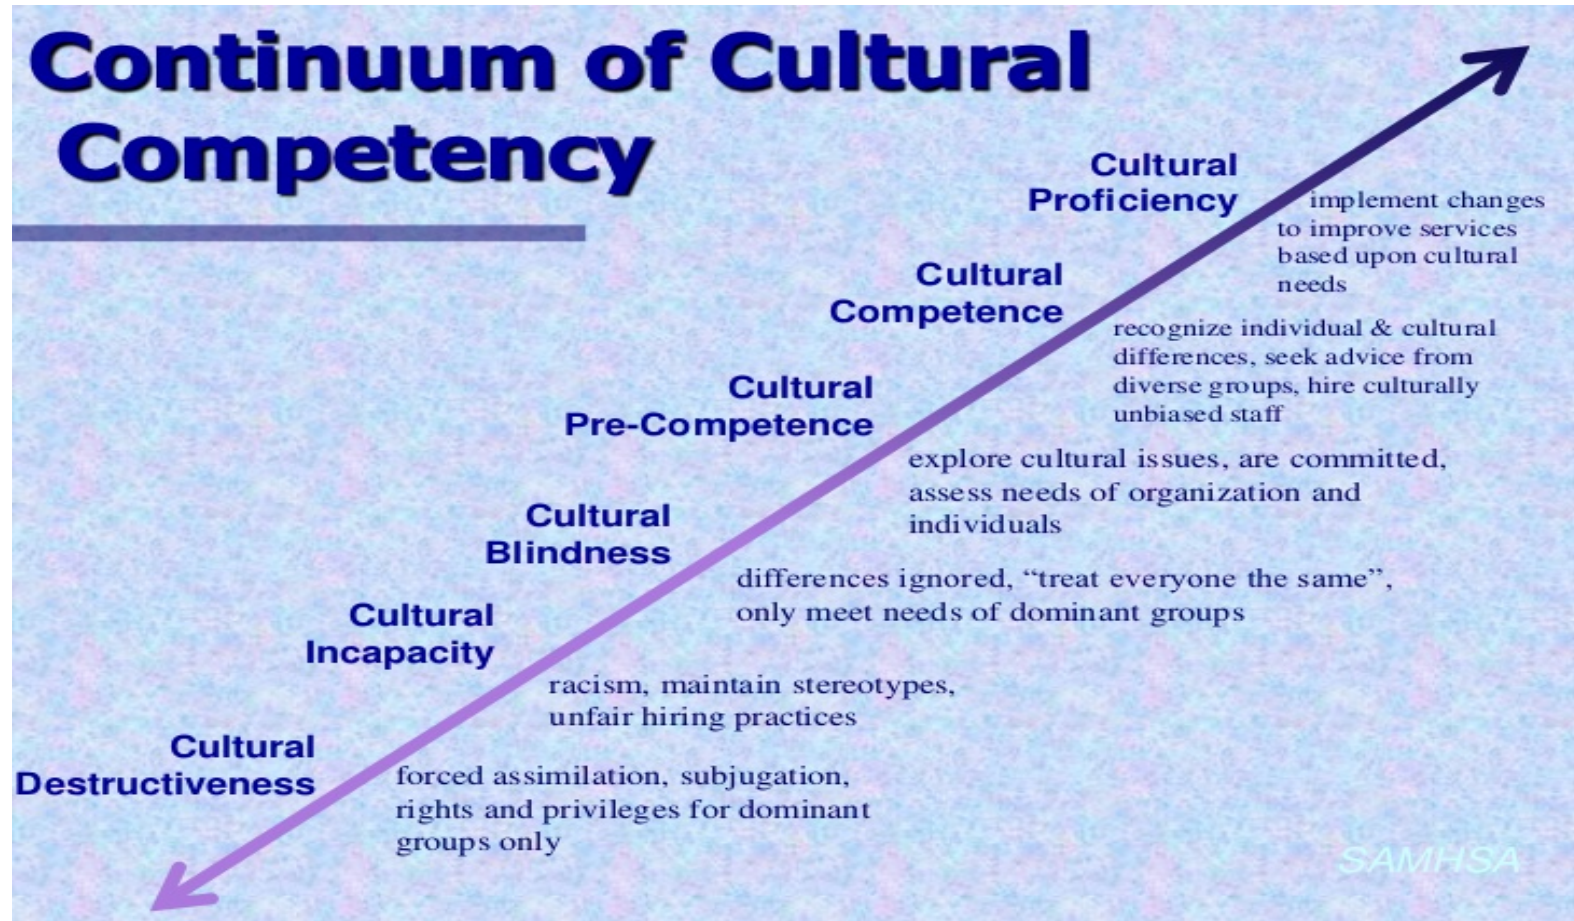 Continuum of Cultural
Competency
Cultural
Proficiency
implement changes
to improve services
based upon cultural
needs
Cultural
Competence
recognize individual & cultural
differences, seek advice from
diverse groups, hire culturally
unbiased staff
Cultural
Pre-Competence
explore cultural issues, are committed,
assess needs of organization and
individuals
Cultural
Blindness
differences ignored, “treat everyone the same”,
only meet needs of dominant groups
Cultural
Incapacity
racism, maintain stereotypes,
unfair hiring practices
Cultural
Destructiveness
forced assimilation, subjugation,
rights and privileges for dominant
groups only
SAMHSA